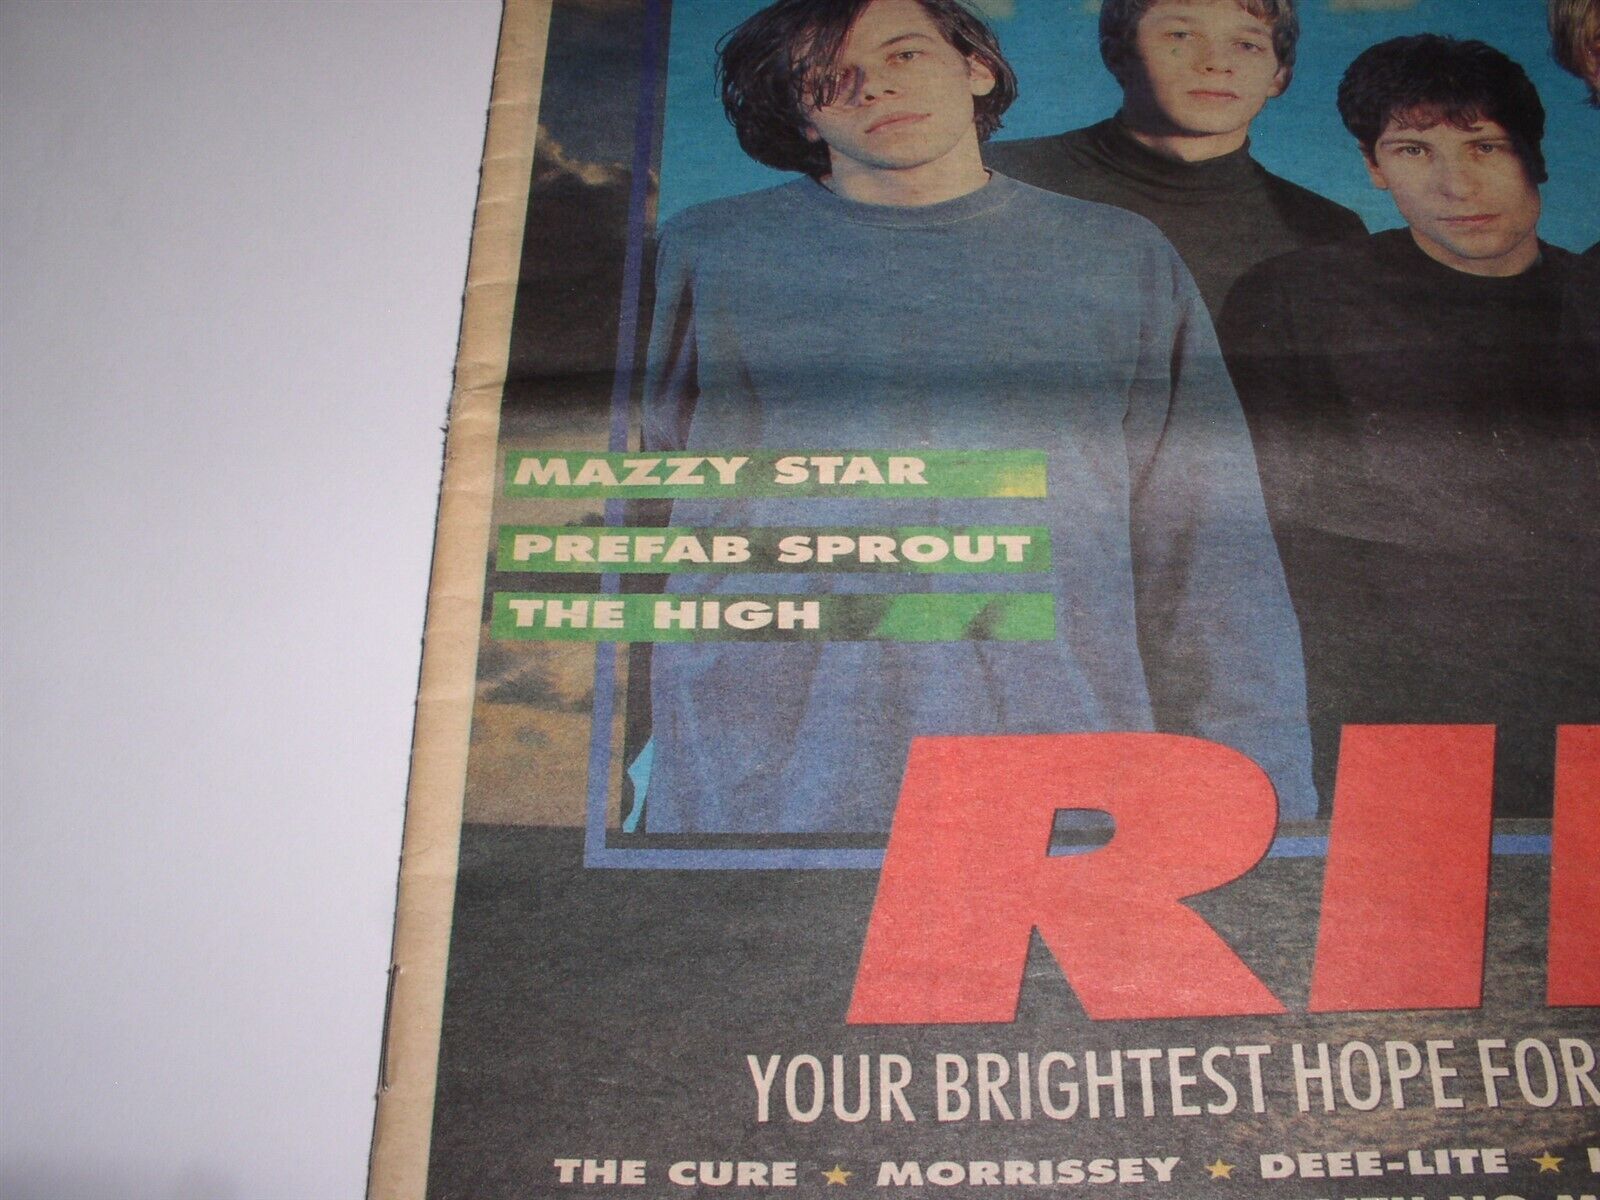 MAZZY STAR
PREFAB SPROUT
THE HIGH
RI
YOUR BRIGHTEST HOPE FOR
THE CURE ★ MORRISSEY ★ DEEE-LITE ★